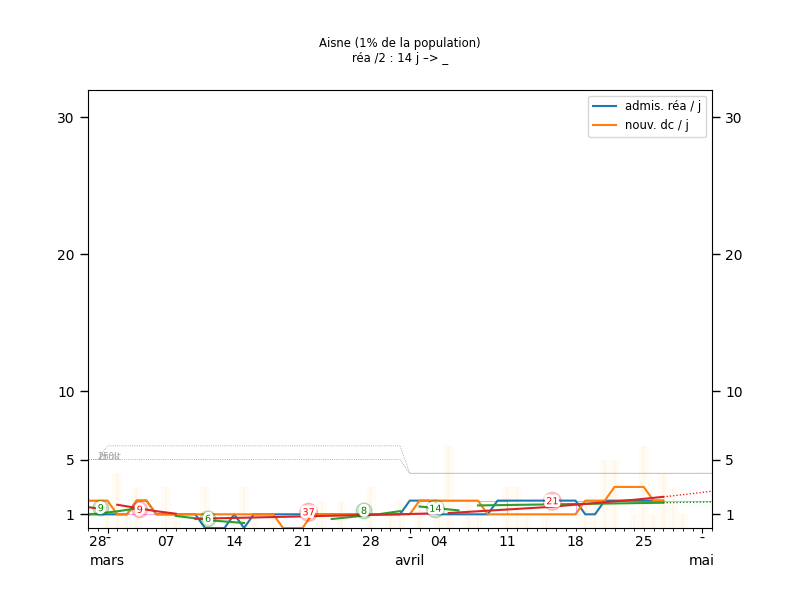 Aisne (1% de la population)
réa /2 : 14 j –> _
admis. réa / j
nouv. dc / j
30 30
20 20
10 10
5 5
1 1
9 9 6 37 8 14 21
28 - 07 14 21 28 - 04 11 18 25 -
mars avril mai